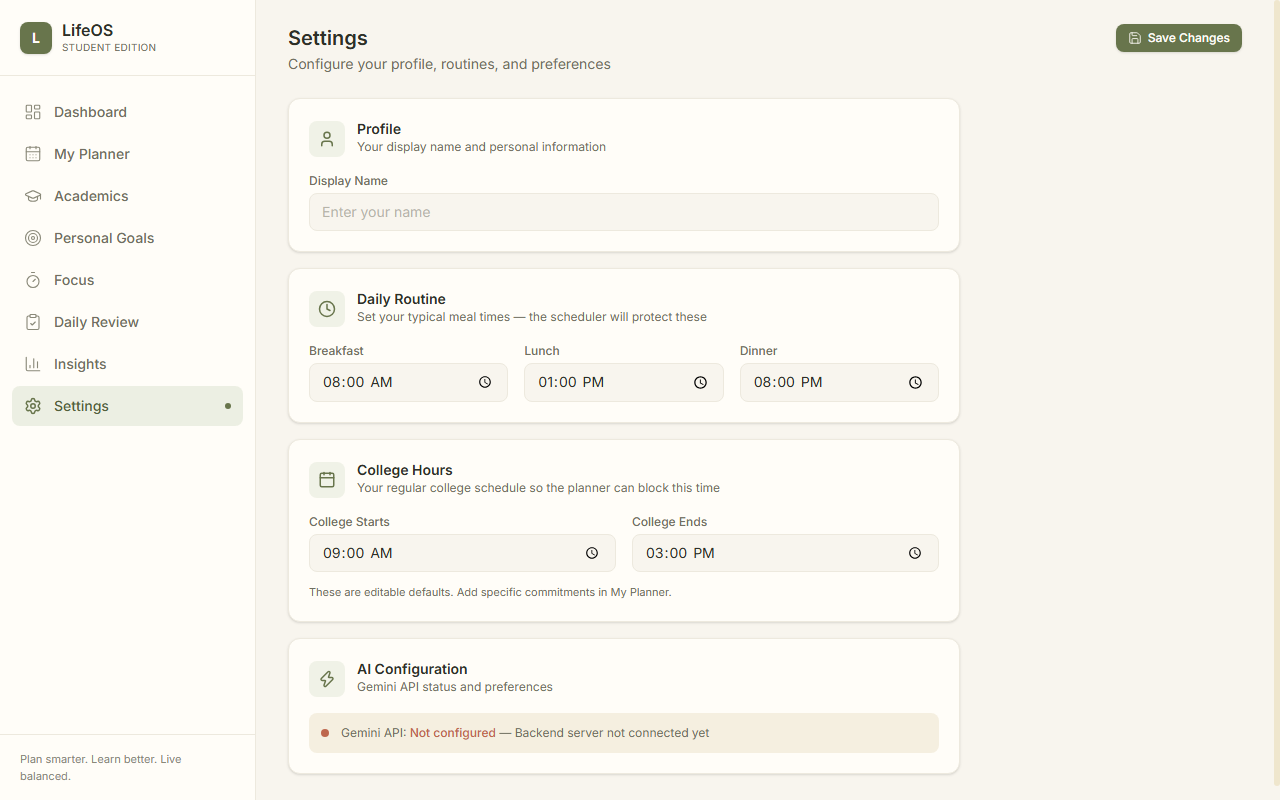 L
LifeOS
STUDENT EDITION
Dashboard
My Planner
Academics
Personal Goals
Focus
Daily Review
Insights
Settings
Plan smarter. Learn better. Live
balanced.
Settings
Configure your profile, routines, and preferences
Save Changes
Profile
Your display name and personal information
Display Name
Enter your name
Daily Routine
Set your typical meal times — the scheduler will protect these
Breakfast Lunch Dinner
08:00 AM 01:00 PM 08:00 PM
College Hours
Your regular college schedule so the planner can block this time
College Starts College Ends
09:00 AM 03:00 PM
These are editable defaults. Add specific commitments in My Planner.
AI Configuration
Gemini API status and preferences
Gemini API: Not configured — Backend server not connected yet